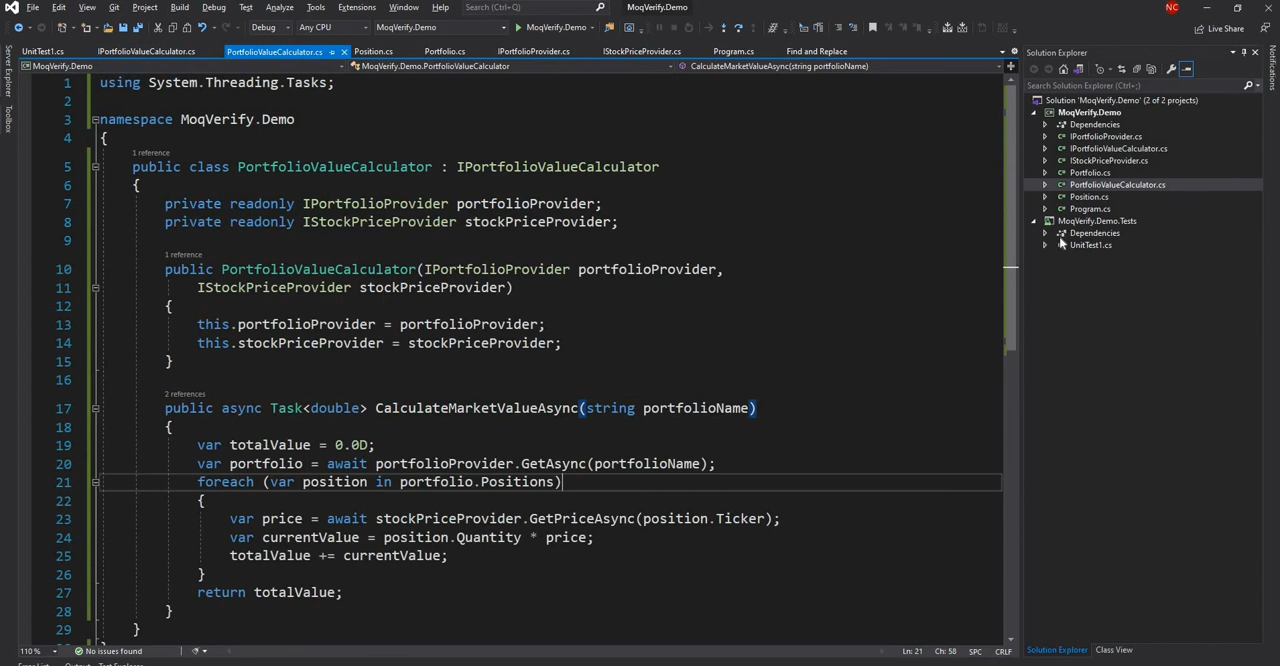 File Edit View Git Project Build Debug Test Analyze Tools Extensions Window Help Search (Ctrl+Q) MoqVerify.Demo NC
Debug Any CPU MoqVerify.Demo MoqVerify.Demo Live Share
UnitTest1.cs IPortfolioValueCalculator.cs PortfolioValueCalculator.cs Position.cs Portfolio.cs IPortfolioProvider.cs IStockPriceProvider.cs Program.cs Find and Replace
MoqVerify.Demo MoqVerify.Demo.PortfolioValueCalculator CalculateMarketValueAsync(string portfolioName)
1 using System.Threading.Tasks;
2
3 namespace MoqVerify.Demo
4 {
1 reference
5 public class PortfolioValueCalculator : IPortfolioValueCalculator
6 {
7 private readonly IPortfolioProvider portfolioProvider;
8 private readonly IStockPriceProvider stockPriceProvider;
9
1 reference
10 public PortfolioValueCalculator(IPortfolioProvider portfolioProvider,
11 IStockPriceProvider stockPriceProvider)
12 {
13 this.portfolioProvider = portfolioProvider;
14 this.stockPriceProvider = stockPriceProvider;
15 }
16
2 references
17 public async Task<double> CalculateMarketValueAsync(string portfolioName)
18 {
19 var totalValue = 0.0D;
20 var portfolio = await portfolioProvider.GetAsync(portfolioName);
21 foreach (var position in portfolio.Positions)
22 {
23 var price = await stockPriceProvider.GetPriceAsync(position.Ticker);
24 var currentValue = position.Quantity * price;
25 totalValue += currentValue;
26 }
27 return totalValue;
28 }
29 }
110 % No issues found Ln: 21 Ch: 58 SPC CRLF
Error List Output Test Explorer
Server Explorer
Toolbox
Solution Explorer
Search Solution Explorer (Ctrl+;)
Solution 'MoqVerify.Demo' (2 of 2 projects)
MoqVerify.Demo
Dependencies
IPortfolioProvider.cs
IPortfolioValueCalculator.cs
IStockPriceProvider.cs
Portfolio.cs
PortfolioValueCalculator.cs
Position.cs
Program.cs
MoqVerify.Demo.Tests
Dependencies
UnitTest1.cs
Solution Explorer Class View
Notifications